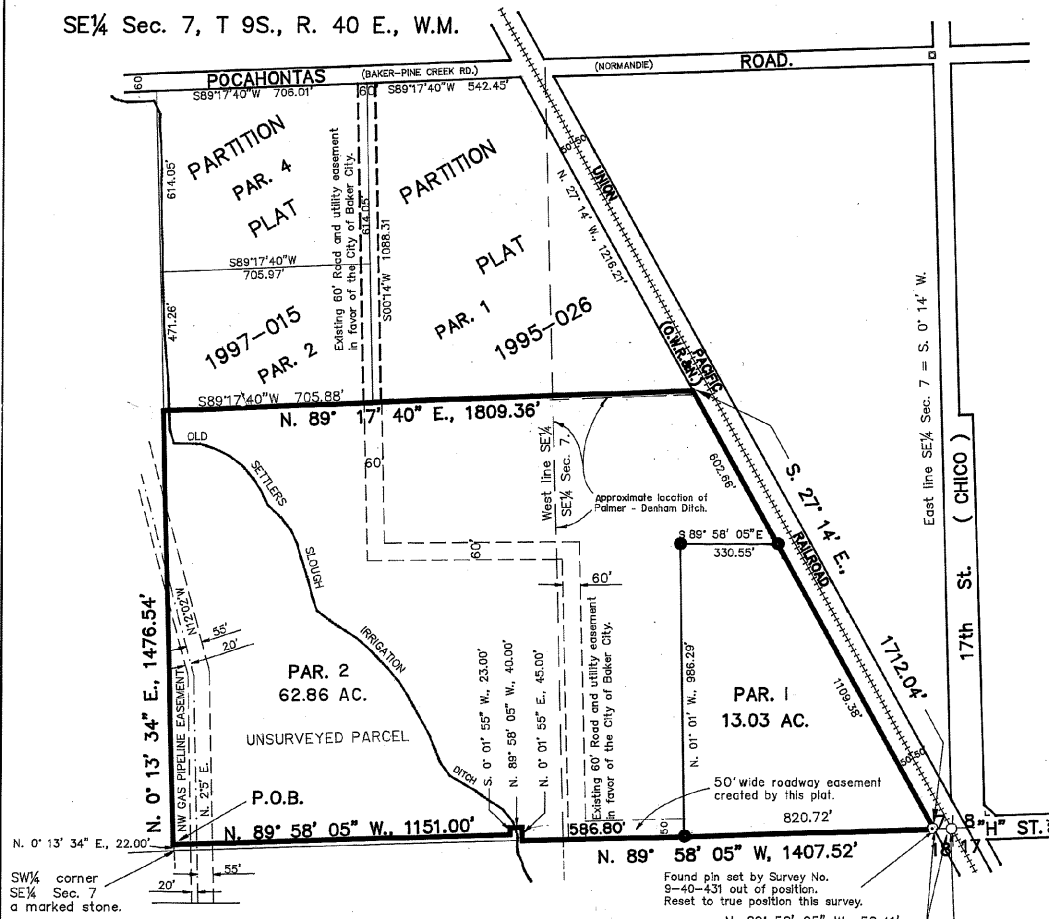 SE¼ Sec. 7, T 9S., R. 40 E., W.M.
60
POCAHONTAS
(BAKER-PINE CREEK RD.)
(NORMANDIE)
ROAD.
S89°17'40"W 706.01'
60
S89°17'40"W 542.45'
PARTITION
PAR. 4
PLAT
614.05'
S89°17'40"W
705.97'
471.26'
1997-015
PAR. 2
S89°17'40"W 705.88'
Existing 60' Road and utility easement
in favor of the City of Baker City.
614.05'
S00°14'W 1088.31
PARTITION
PLAT
PAR. 1
1995-026
50' 50'
UNION
N. 27° 14' W., 1216.21'
(O.W.R.&N.)
PACIFIC
N. 89° 17' 40" E., 1809.36'
OLD
SETTLERS
SLOUGH
IRRIGATION
DITCH
60'
60'
West line SE¼
SE¼ Sec. 7.
Approximate location of
Palmer - Denham Ditch.
602.66'
S. 27° 14' E.,
1712.04'
S 89° 58' 05"E
330.55'
RAILROAD
East line SE¼ Sec. 7 = S. 0° 14' W.
17th St. ( CHICO )
N. 0° 13' 34" E., 1476.54'
N12°02'W
55'
20'
NW GAS PIPELINE EASEMENT
N. 2°5' E.
PAR. 2
62.86 AC.
UNSURVEYED PARCEL
P.O.B.
S. 0° 01' 55" W., 23.00'
N. 89° 58' 05" W., 40.00'
N. 0° 01' 55" E., 45.00'
60'
Existing 60' Road and utility easement
in favor of the City of Baker City.
N. 01° 01' W., 986.29'
PAR. 1
13.03 AC.
1109.38'
50' 50'
50' wide roadway easement
created by this plat.
820.72'
50'
N. 89° 58' 05" W., 1151.00'
586.80'
N. 89° 58' 05" W, 1407.52'
7 8
18 17
"H" ST.
N. 0° 13' 34" E., 22.00'
SW¼ corner
SE¼ Sec. 7
a marked stone.
20'
55'
Found pin set by Survey No.
9-40-431 out of position.
Reset to true position this survey.